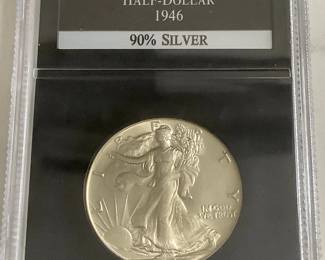 HALF-DOLLAR
1946
90% SILVER
LIBERTY
IN GOD
WE TRUST